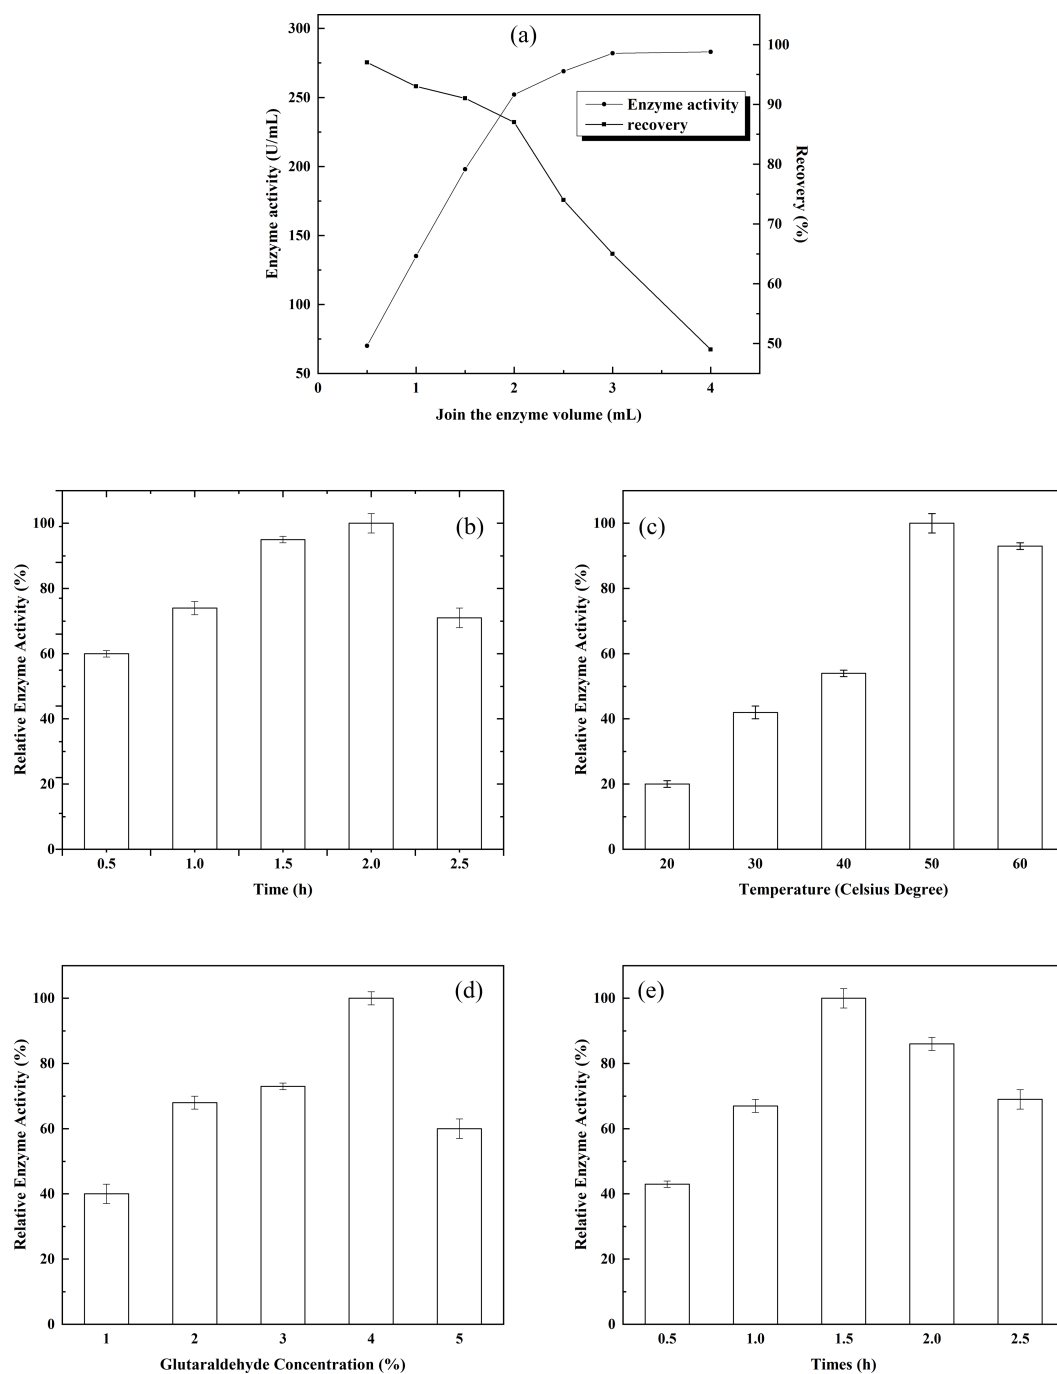 (a)
300
250
200
150
100
50
Enzyme activity (U/mL)
100
90
80
70
60
50
Recovery (%)
Enzyme activity
recovery
0 1 2 3 4
Join the enzyme volume (mL)
(b)
100
80
60
40
20
0
Relative Enzyme Activity (%)
0.5 1.0 1.5 2.0 2.5
Time (h)
(c)
100
80
60
40
20
0
Relative Enzyme Activity (%)
20 30 40 50 60
Temperature (Celsius Degree)
(d)
100
80
60
40
20
0
Relative Enzyme Activity (%)
1 2 3 4 5
Glutaraldehyde Concentration (%)
(e)
100
80
60
40
20
0
Relative Enzyme Activity (%)
0.5 1.0 1.5 2.0 2.5
Times (h)